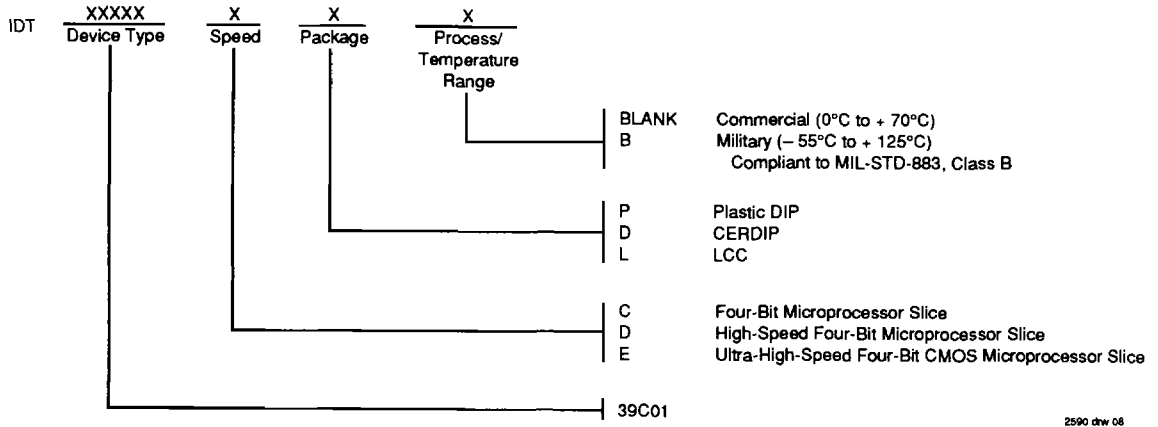 IDT XXXXX X X X
Device Type Speed Package Process/
Temperature
Range
BLANK Commercial (0°C to + 70°C)
B Military (– 55°C to + 125°C)
Compliant to MIL-STD-883, Class B
P Plastic DIP
D CERDIP
L LCC
C Four-Bit Microprocessor Slice
D High-Speed Four-Bit Microprocessor Slice
E Ultra-High-Speed Four-Bit CMOS Microprocessor Slice
39C01
2590 drw 08